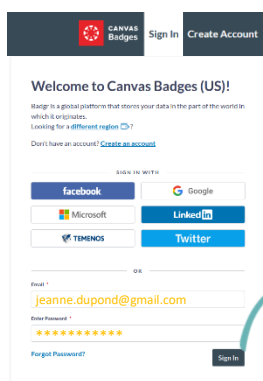 CANVAS
Badges
Sign In
Create Account
Welcome to Canvas Badges (US)!
Badgr is a global platform that stores your data in the part of the world in
which it originates.
Looking for a different region ?
Don't have an account? Create an account
SIGN IN WITH
facebook
Google
Microsoft
Linked in
TEMENOS
Twitter
OR
Email *
jeanne.dupond@gmail.com
Enter Password *
***********
Forgot Password?
Sign In